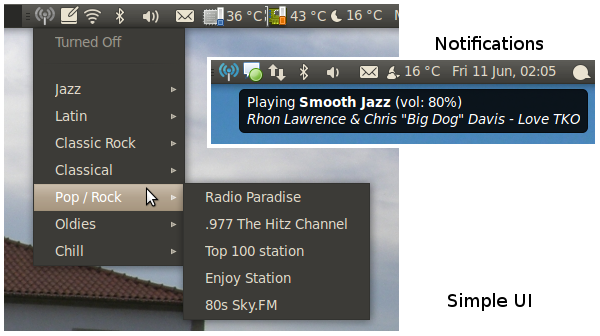 36 °C 43 °C 16 °C
Turned Off
Jazz
Latin
Classic Rock
Classical
Pop / Rock
Oldies
Chill
Radio Paradise
.977 The Hitz Channel
Top 100 station
Enjoy Station
80s Sky.FM
Notifications
16 °C Fri 11 Jun, 02:05
Playing Smooth Jazz (vol: 80%)
Rhon Lawrence & Chris "Big Dog" Davis - Love TKO
Simple UI